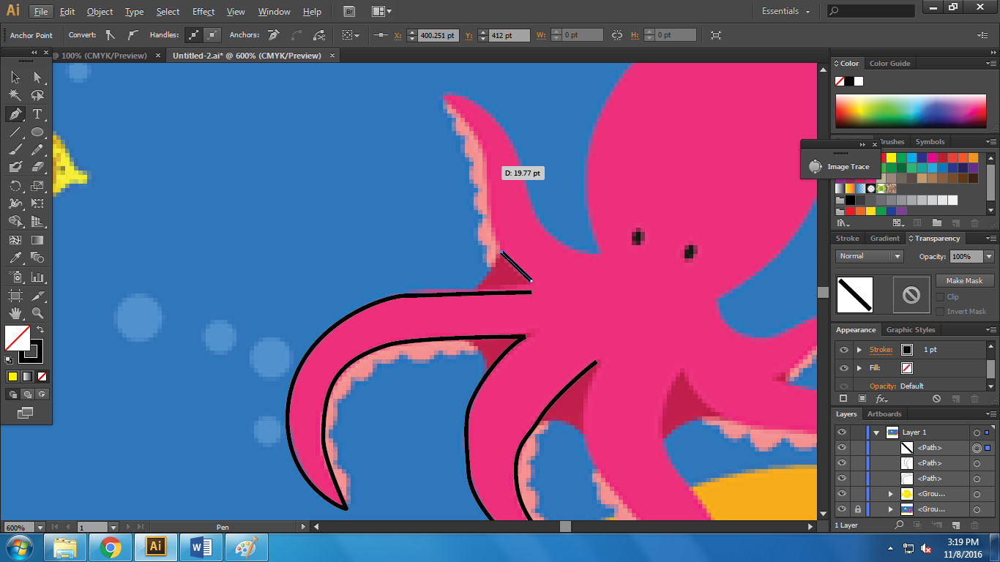 Ai File Edit Object Type Select Effect View Window Help Br Essentials
Anchor Point Convert: Handles: Anchors: X: 400.251 pt Y: 412 pt W: 0 pt H: 0 pt
@ 100% (CMYK/Preview) × Untitled-2.ai* @ 600% (CMYK/Preview) ×
Color Color Guide
Brushes Symbols
Image Trace
D: 19.77 pt
Stroke Gradient Transparency
Normal Opacity: 100%
Make Mask
Clip
Invert Mask
Appearance Graphic Styles
Stroke: 1 pt
Fill:
Opacity: Default
fx
Layers Artboards
Layer 1
<Path>
<Path>
<Path>
<Grou...
<Grou...
600% 1 Pen 1 Layer
Ai W 3:19 PM
11/8/2016